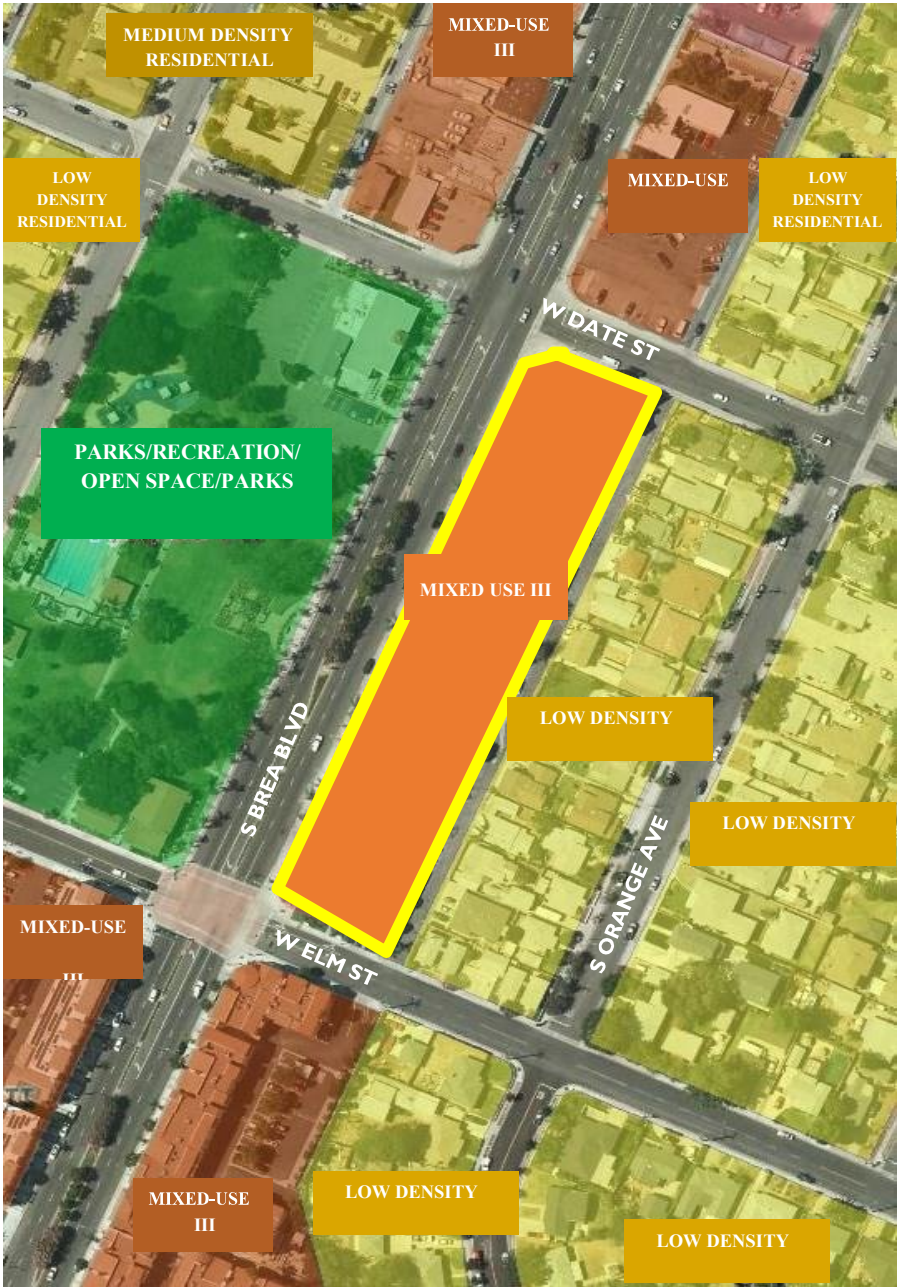 MEDIUM DENSITY
RESIDENTIAL
MIXED-USE
III
LOW
DENSITY
RESIDENTIAL
MIXED-USE
LOW
DENSITY
RESIDENTIAL
W DATE ST
PARKS/RECREATION/
OPEN SPACE/PARKS
MIXED USE III
LOW DENSITY
S BREA BLVD
LOW DENSITY
S ORANGE AVE
MIXED-USE
III
W ELM ST
MIXED-USE
III
LOW DENSITY
LOW DENSITY